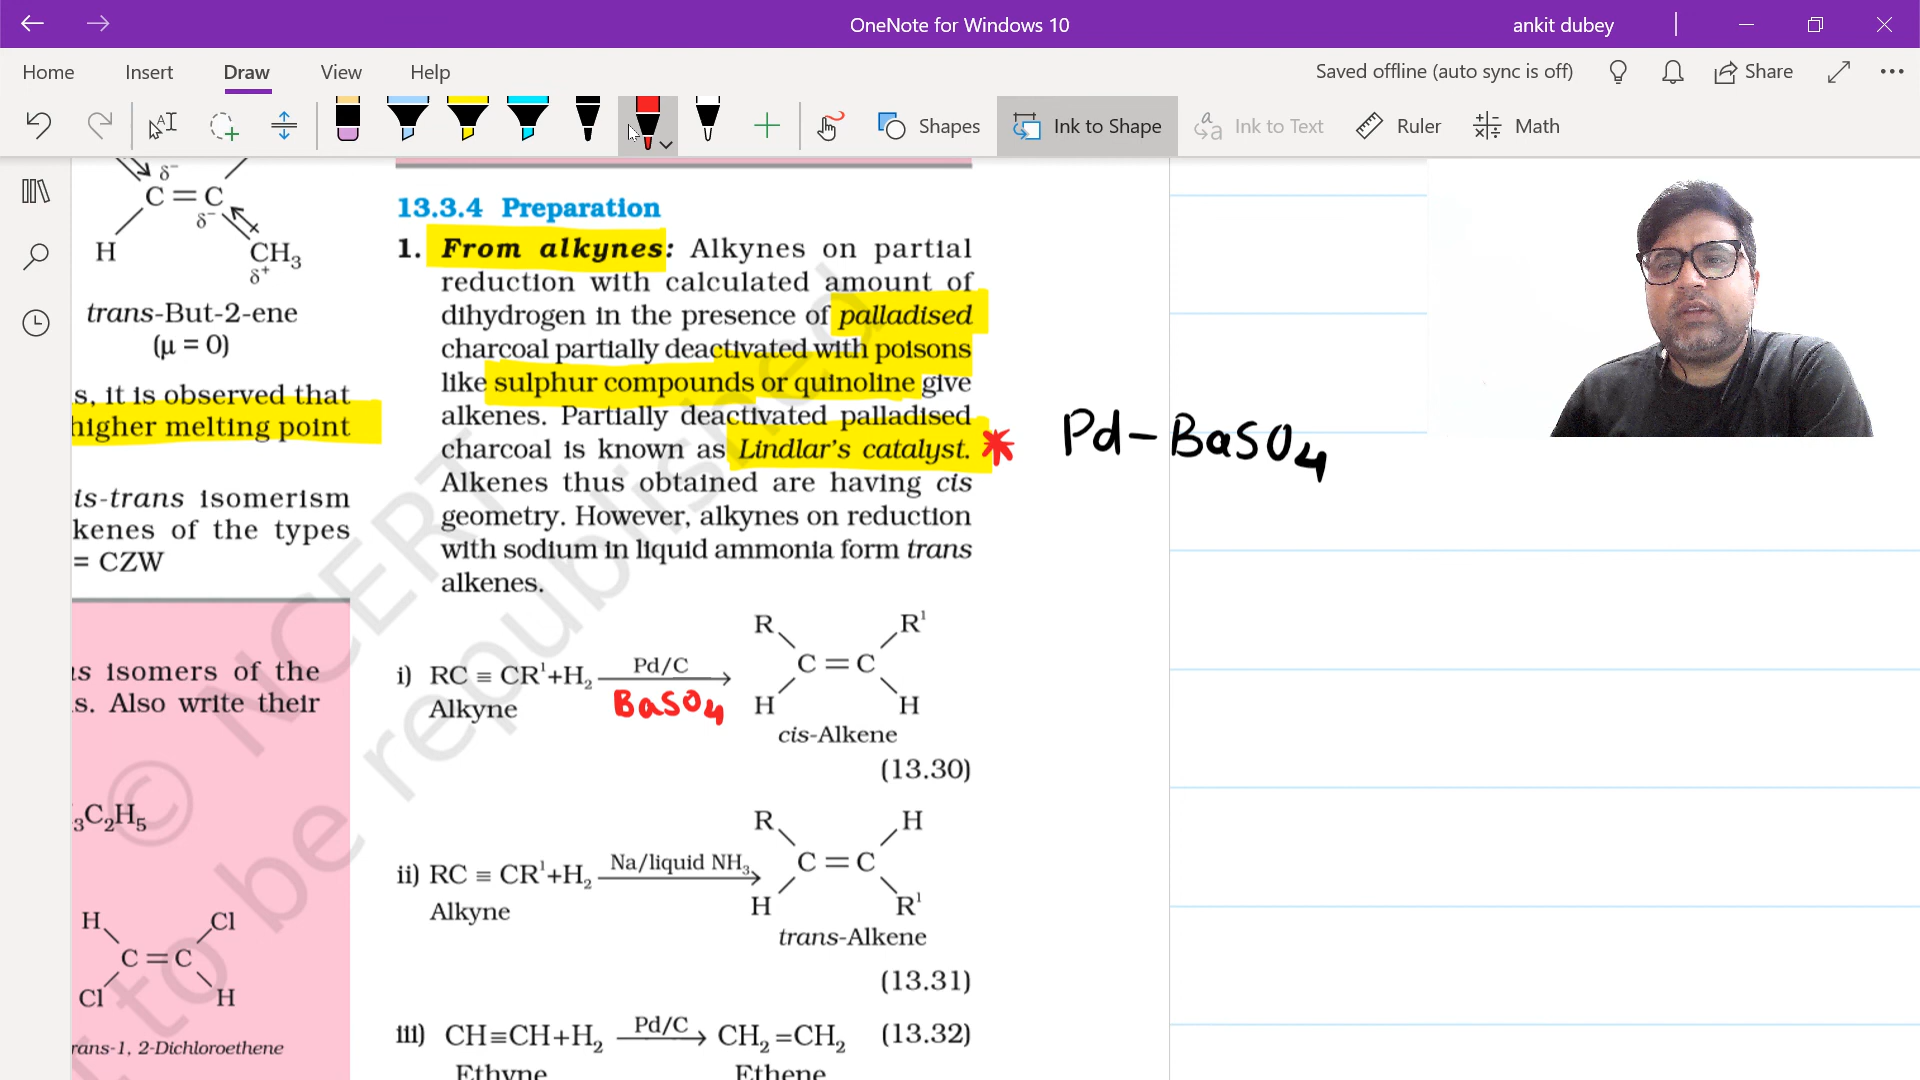 OneNote for Windows 10
ankit dubey
Home Insert Draw View Help
Saved offline (auto sync is off)
Share
Shapes
Ink to Shape
Ink to Text
Ruler
Math
δ⁻
C = C
δ⁻
H
CH₃
δ⁺
trans-But-2-ene
(μ = 0)
s, it is observed that
higher melting point
is-trans isomerism
kenes of the types
= CZW
isomers of the
s. Also write their
₃C₂H₅
H Cl
C = C
Cl H
rans-1, 2-Dichloroethene
13.3.4 Preparation
1. From alkynes: Alkynes on partial
reduction with calculated amount of
dihydrogen in the presence of palladised
charcoal partially deactivated with poisons
like sulphur compounds or quinoline give
alkenes. Partially deactivated palladised
charcoal is known as Lindlar's catalyst.
Alkenes thus obtained are having cis
geometry. However, alkynes on reduction
with sodium in liquid ammonia form trans
alkenes.
Pd-BaSO₄
R R¹
i) RC ≡ CR¹+H₂ Pd/C C = C
BaSO₄
Alkyne
H H
cis-Alkene
(13.30)
R H
ii) RC ≡ CR¹+H₂ Na/liquid NH₃ C = C
Alkyne
H R¹
trans-Alkene
(13.31)
iii) CH≡CH+H₂ Pd/C CH₂ =CH₂ (13.32)
Ethyne Ethene
© NCERT
to be republished